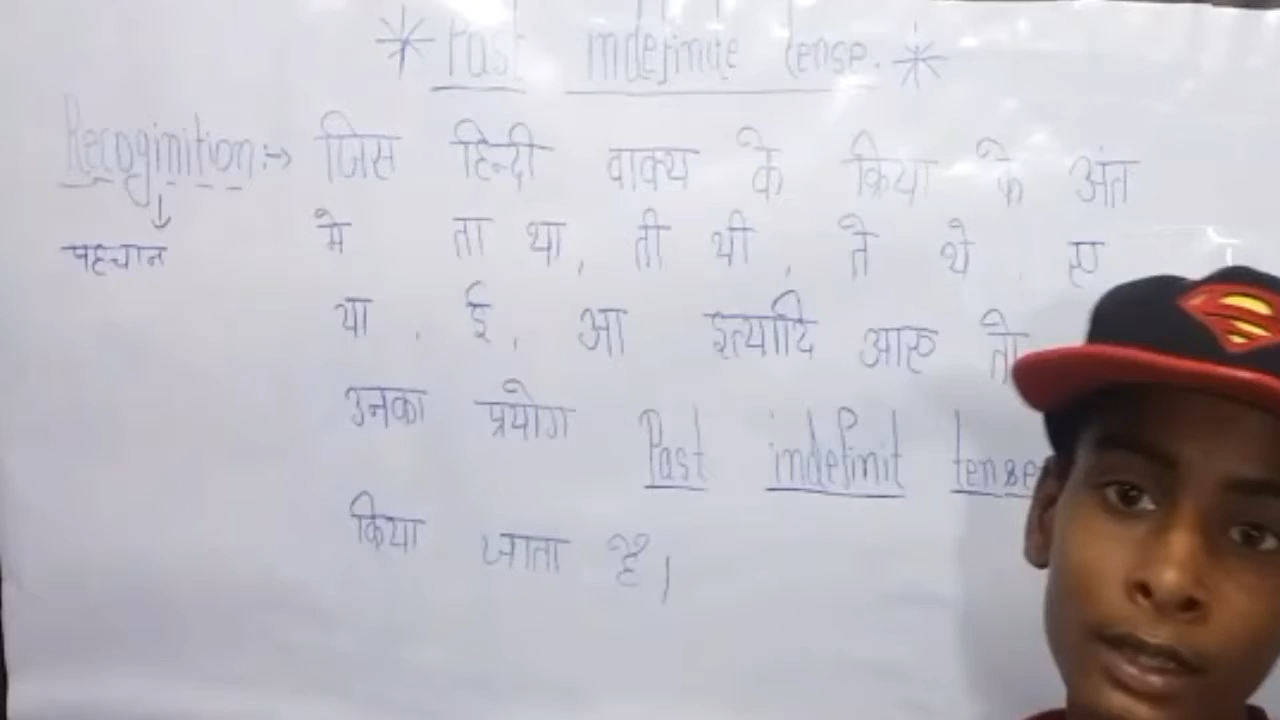 * Past indefinite tense. *
Recoginition :→ जिस हिन्दी वाक्य के क्रिया के अंत
पहचान मे ता था, ती थी, ते थे, ए
या, ई, आ इत्यादि आए तो
उनका प्रयोग Past indefinit tense
किया जाता है।